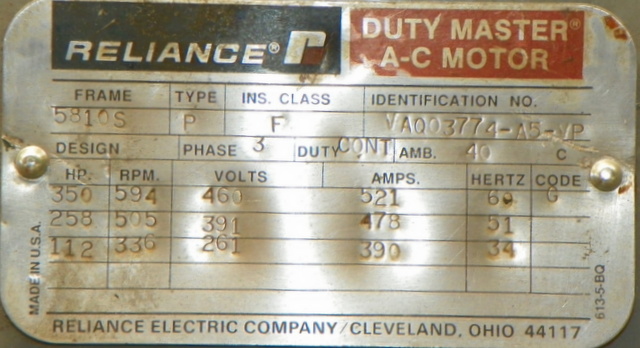 RELIANCE® DUTY MASTER®
A-C MOTOR
FRAME TYPE INS. CLASS IDENTIFICATION NO.
5810S P F VA003774-A5-VP
DESIGN PHASE 3 DUTY CONT AMB. 40 C
HP. RPM. VOLTS AMPS. HERTZ CODE
350 594 460 521 60 G
258 505 391 478 51
112 336 261 390 34
MADE IN U.S.A.
613-5-BQ
RELIANCE ELECTRIC COMPANY/CLEVELAND, OHIO 44117